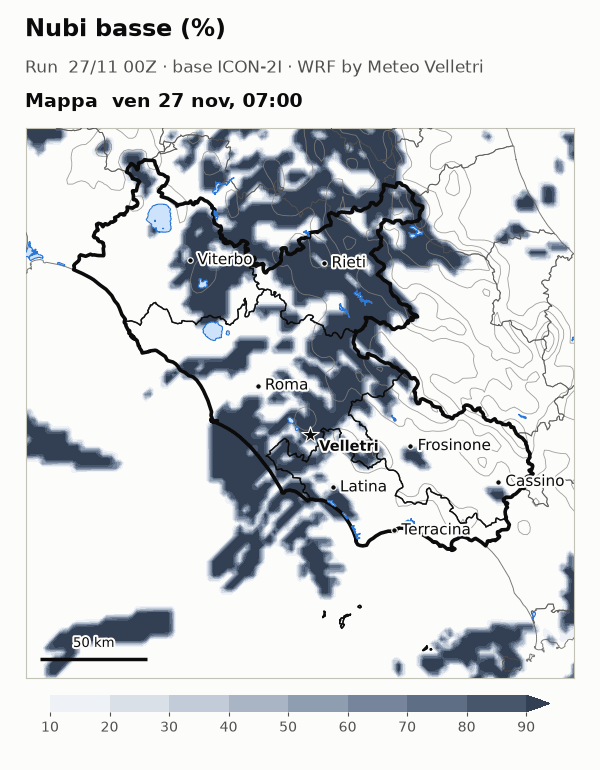 Nubi basse (%)
Run 27/11 00Z · base ICON-2I · WRF by Meteo Velletri
Mappa ven 27 nov, 07:00
Viterbo
Rieti
Roma
Velletri
Frosinone
Latina
Cassino
Terracina
50 km
10 20 30 40 50 60 70 80 90